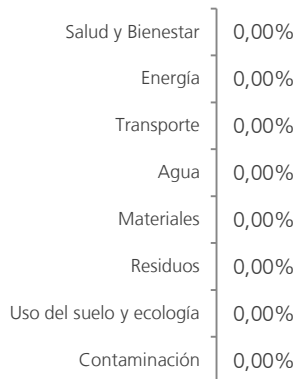 Salud y Bienestar 0,00%
Energía 0,00%
Transporte 0,00%
Agua 0,00%
Materiales 0,00%
Residuos 0,00%
Uso del suelo y ecología 0,00%
Contaminación 0,00%